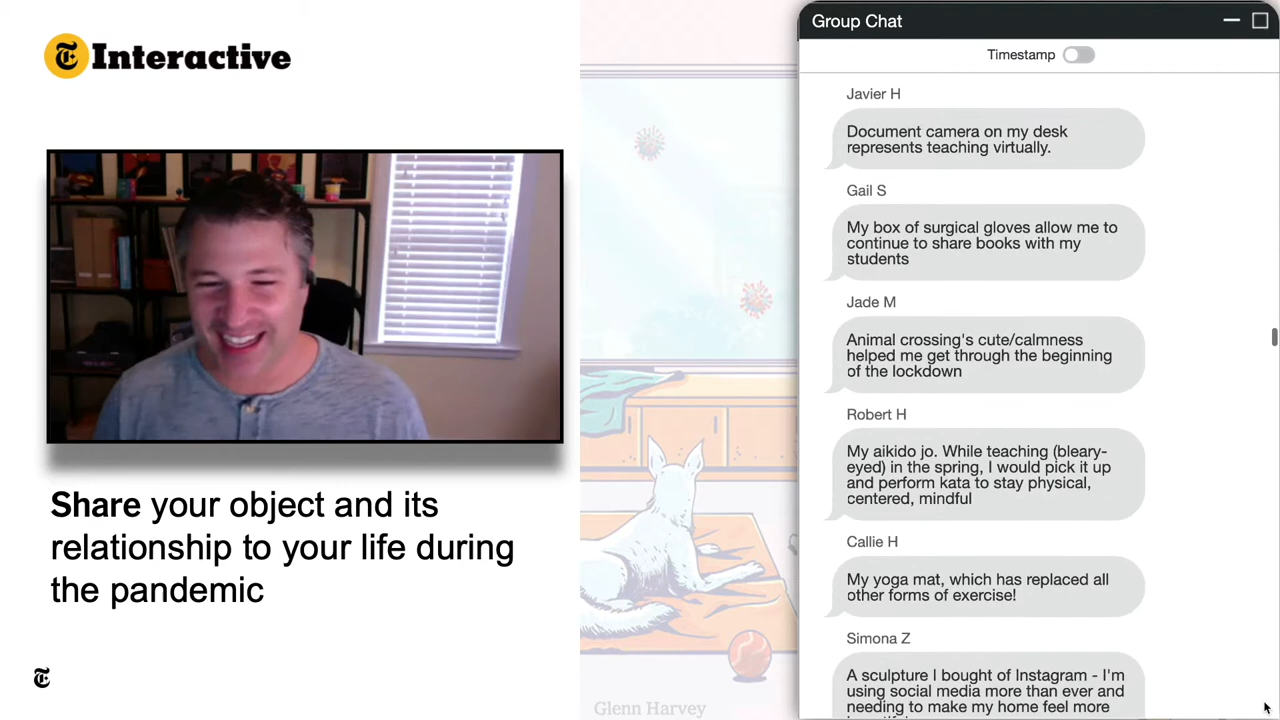 Interactive
Share your object and its
relationship to your life during
the pandemic
Glenn Harvey
Group Chat
Timestamp
Javier H
Document camera on my desk
represents teaching virtually.
Gail S
My box of surgical gloves allow me to
continue to share books with my
students
Jade M
Animal crossing's cute/calmness
helped me get through the beginning
of the lockdown
Robert H
My aikido jo. While teaching (bleary-
eyed) in the spring, I would pick it up
and perform kata to stay physical,
centered, mindful
Callie H
My yoga mat, which has replaced all
other forms of exercise!
Simona Z
A sculpture I bought of Instagram - I'm
using social media more than ever and
needing to make my home feel more